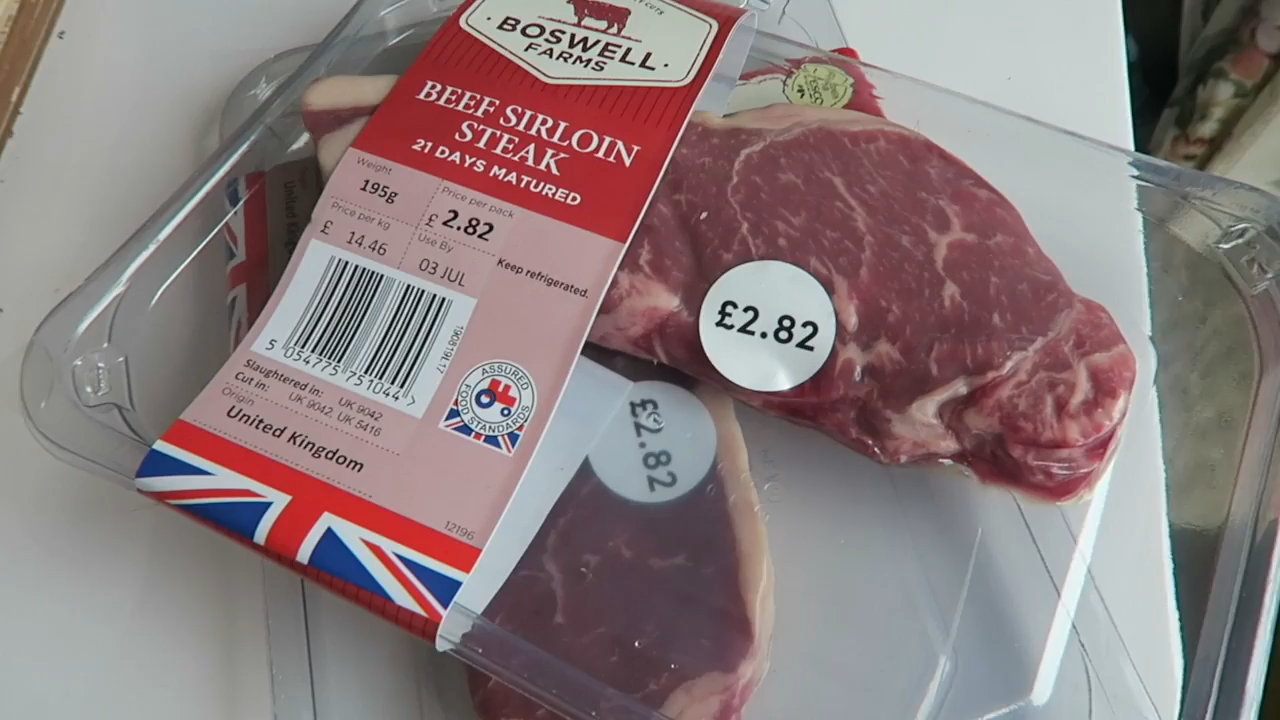 BOSWELL
FARMS
BEEF SIRLOIN
STEAK
21 DAYS MATURED
Weight
195g
Price per pack
£ 2.82
Price per kg
£ 14.46
Use By
03 JUL
Keep refrigerated.
5 054775 751044 >
190819L17
Slaughtered in: UK 9042
Cut in: UK 9042, UK 5416
Origin
United Kingdom
ASSURED
FOOD STANDARDS
12196
£2.82
£2.82